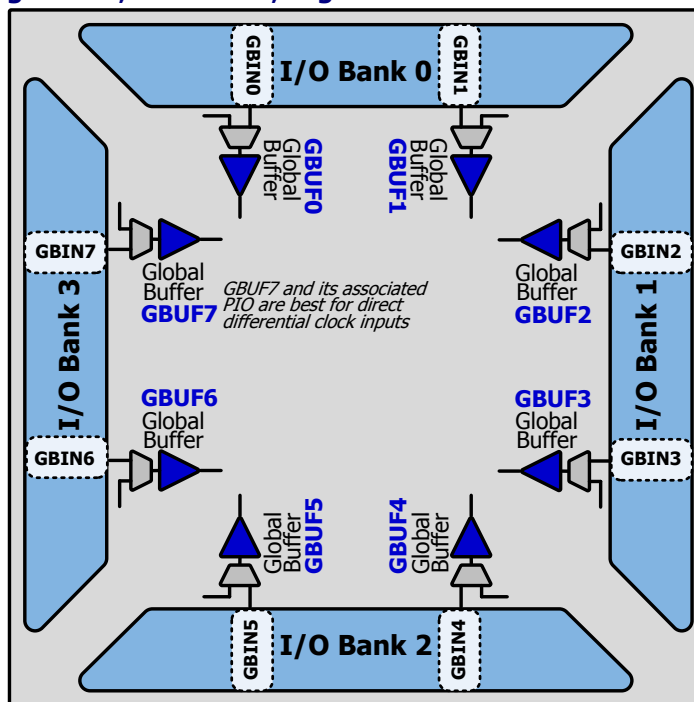 GBIN0
GBIN1
I/O Bank 0
Global
Buffer
GBUF0
Global
Buffer
GBUF1
GBIN7
Global
Buffer
GBUF7
GBUF7 and its associated
PIO are best for direct
differential clock inputs
GBIN2
Global
Buffer
GBUF2
I/O Bank 3
I/O Bank 1
GBUF6
Global
Buffer
GBIN6
GBUF3
Global
Buffer
GBIN3
Global
Buffer
GBUF5
GBUF4
Global
Buffer
GBIN5
I/O Bank 2
GBIN4